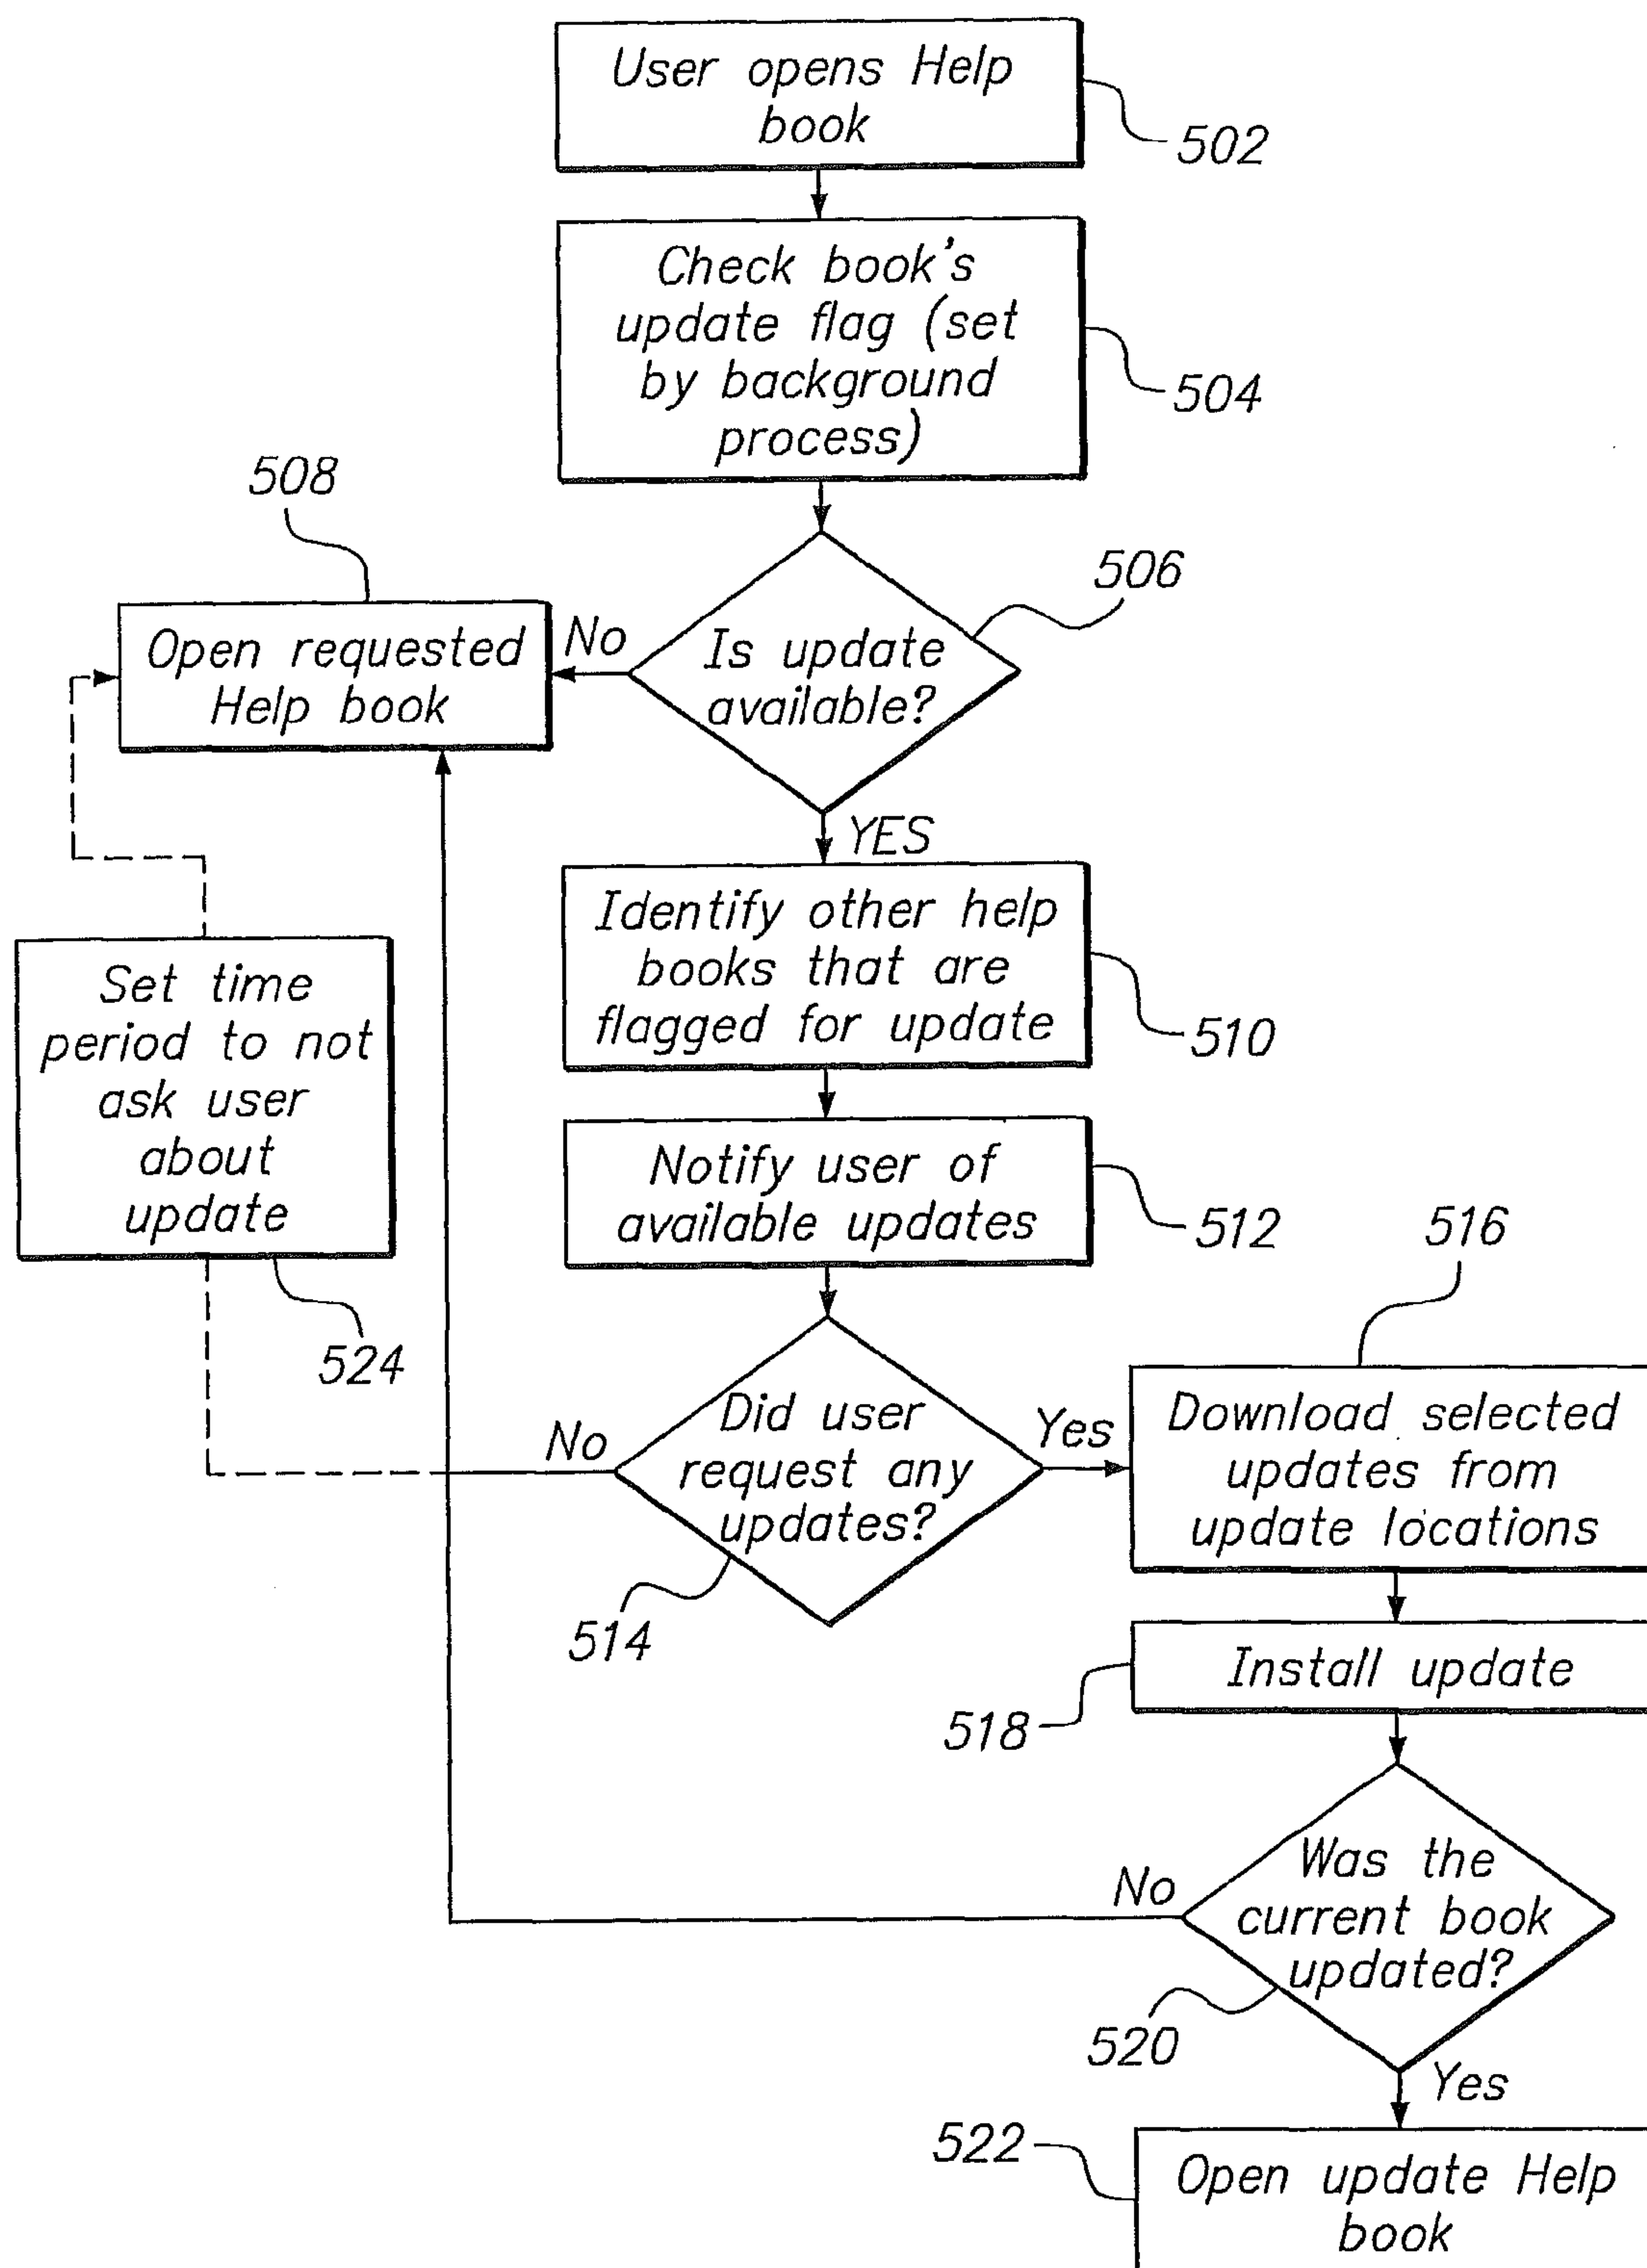 User opens Help
book
502
Check book's
update flag (set
by background
process)
504
508
506
Open requested
Help book
No
Is update
available?
YES
Identify other help
books that are
flagged for update
510
Set time
period to not
ask user
about
update
524
Notify user of
available updates
512
516
No
Did user
request any
updates?
514
Yes
Download selected
updates from
update locations
Install update
518
No
Was the
current book
updated?
520
Yes
522
Open update Help
book